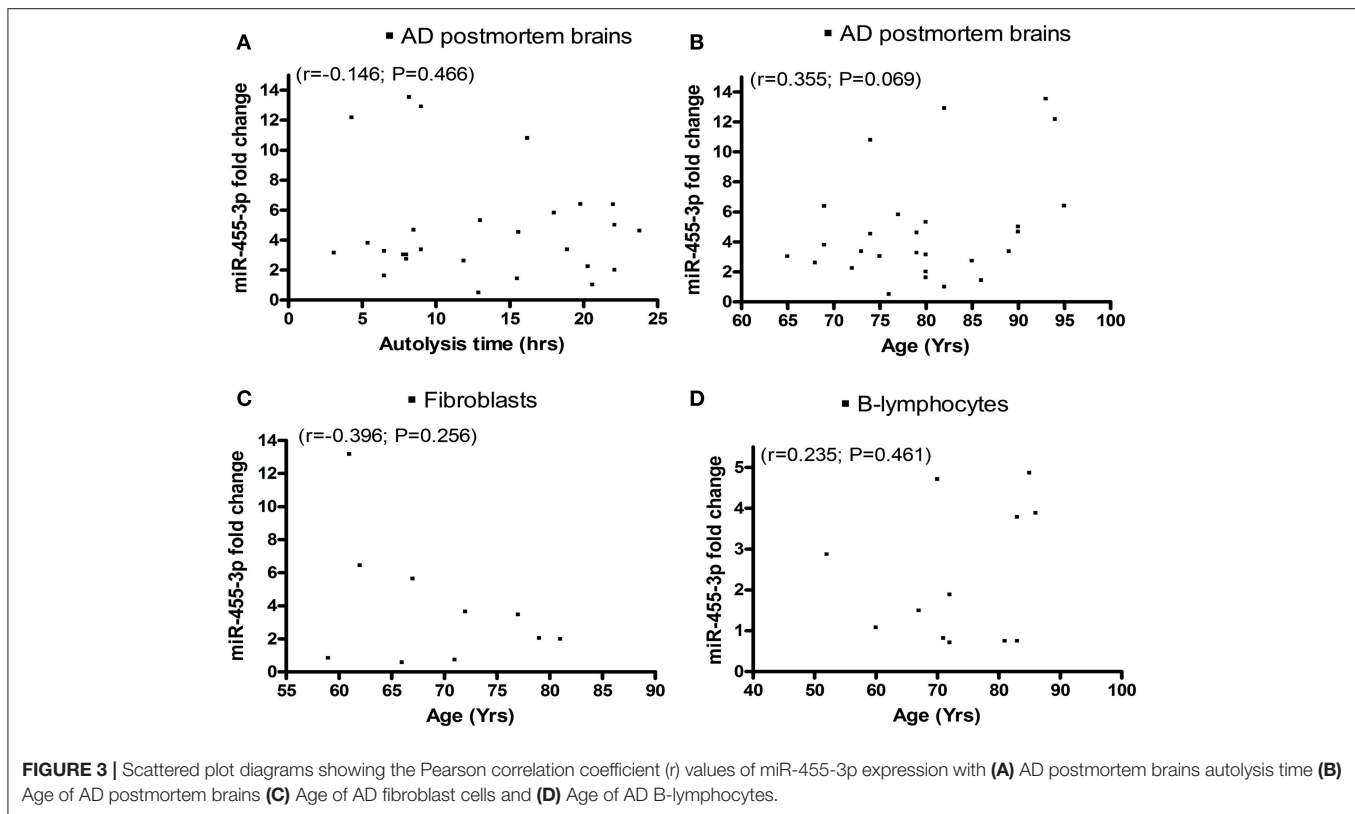 A
■ AD postmortem brains
(r=-0.146; P=0.466)
miR-455-3p fold change
14
12
10
8
6
4
2
0
0 5 10 15 20 25
Autolysis time (hrs)
B
■ AD postmortem brains
(r=0.355; P=0.069)
miR-455-3p fold change
14
12
10
8
6
4
2
0
60 65 70 75 80 85 90 95 100
Age (Yrs)
C
■ Fibroblasts
(r=-0.396; P=0.256)
miR-455-3p fold change
14
12
10
8
6
4
2
0
55 60 65 70 75 80 85 90
Age (Yrs)
D
■ B-lymphocytes
(r=0.235; P=0.461)
miR-455-3p fold change
5
4
3
2
1
0
40 50 60 70 80 90 100
Age (Yrs)
FIGURE 3 | Scattered plot diagrams showing the Pearson correlation coefficient (r) values of miR-455-3p expression with (A) AD postmortem brains autolysis time (B)
Age of AD postmortem brains (C) Age of AD fibroblast cells and (D) Age of AD B-lymphocytes.